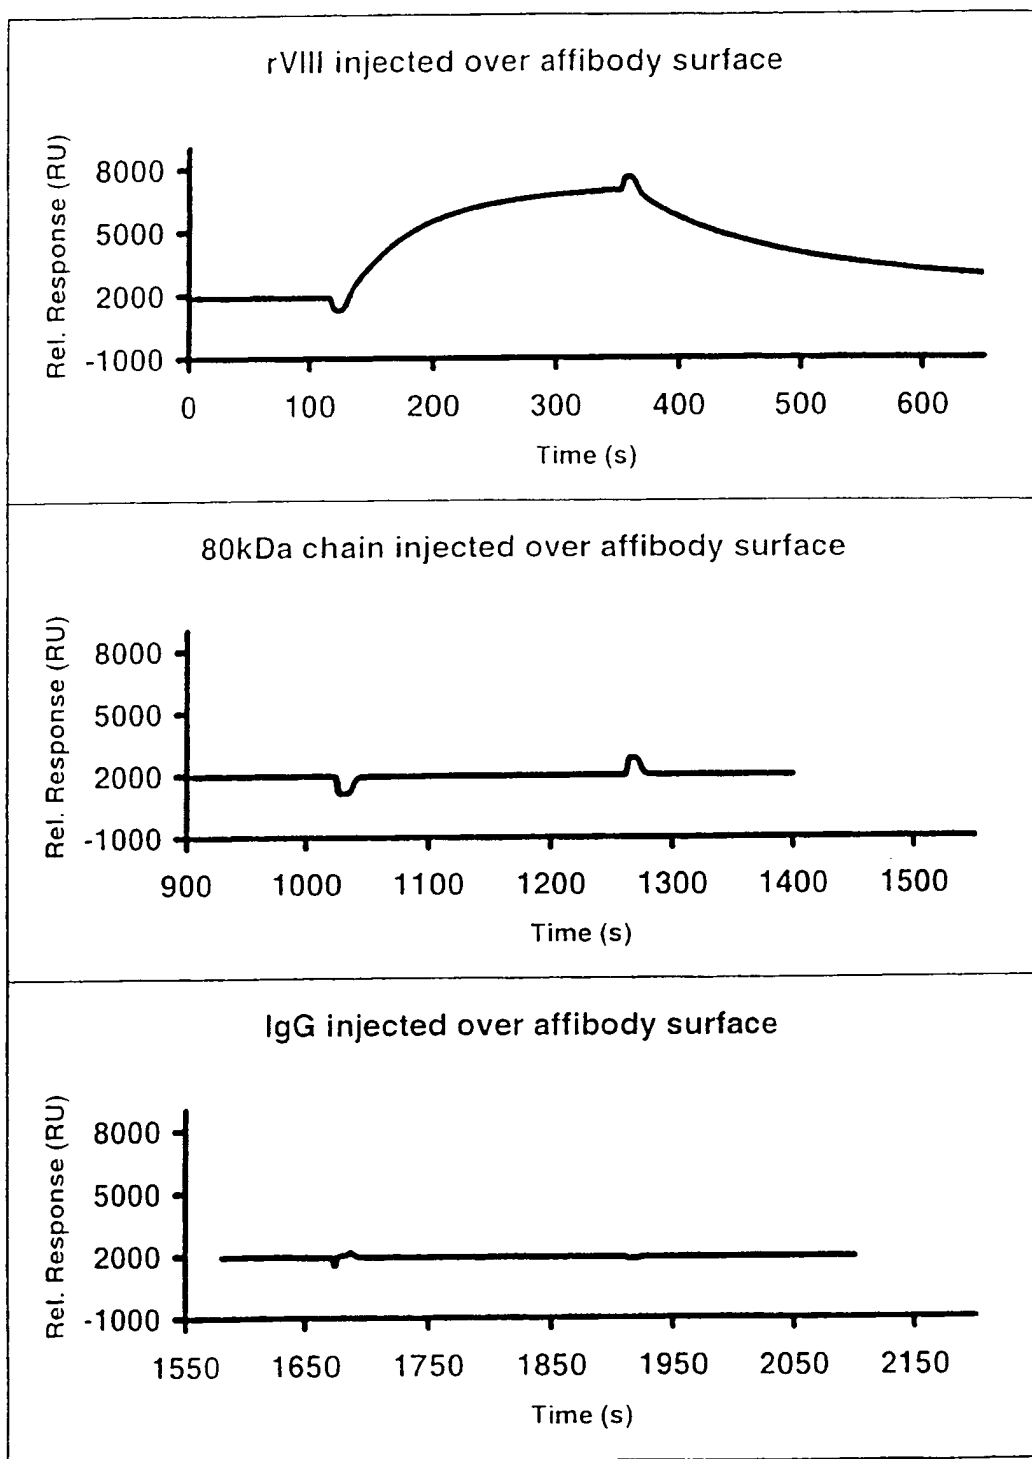 rVIII injected over affibody surface
Rel. Response (RU)
8000
5000
2000
-1000
0 100 200 300 400 500 600
Time (s)
80kDa chain injected over affibody surface
Rel. Response (RU)
8000
5000
2000
-1000
900 1000 1100 1200 1300 1400 1500
Time (s)
IgG injected over affibody surface
Rel. Response (RU)
8000
5000
2000
-1000
1550 1650 1750 1850 1950 2050 2150
Time (s)